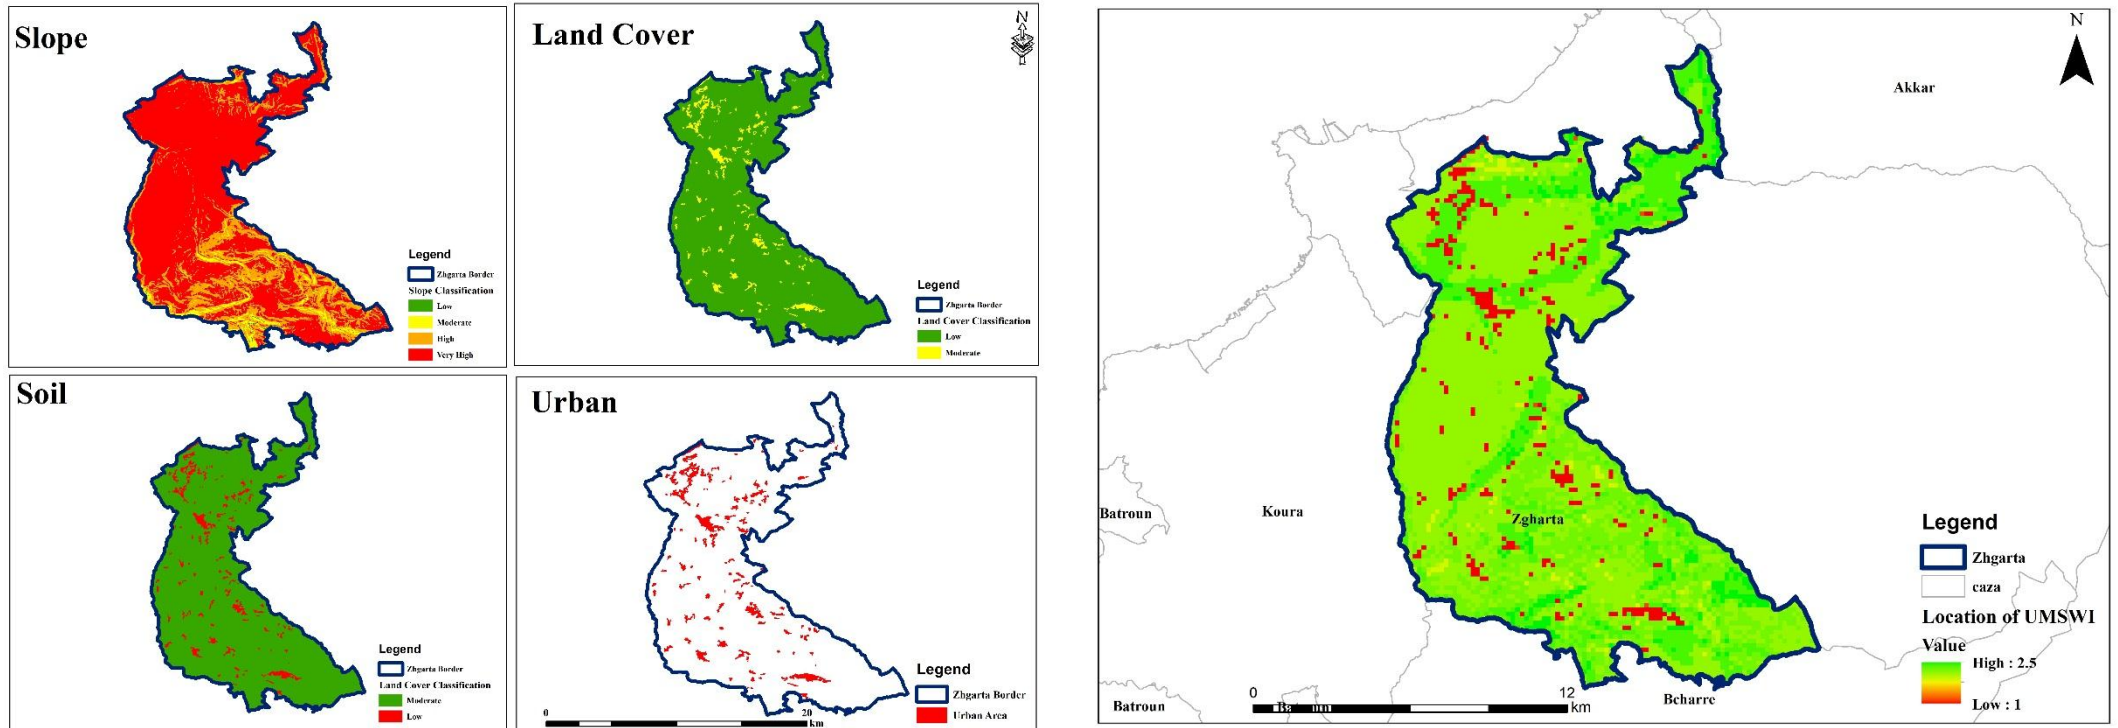 Slope
Legend
Zhgarta Border
Slope Classification
Low
Moderate
High
Very High
Land Cover
N
Legend
Zhgarta Border
Land Cover Classification
Low
Moderate
Soil
Legend
Zhgarta Border
Land Cover Classification
Moderate
Low
Urban
Legend
Zhgarta Border
Urban Area
0 20
km
N
Akkar
Batroun
Koura
Zgharta
Batroun
Batroun
Bcharre
0 12
km
Legend
Zhgarta
caza
Location of UMSWI
Value
High : 2.5
Low : 1